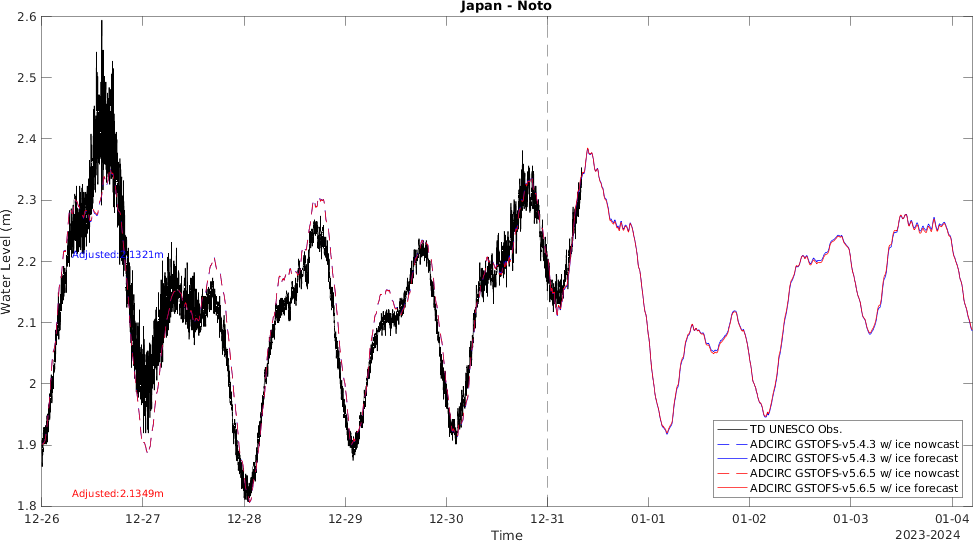 Japan - Noto
2.6
2.5
2.4
2.3
2.2
2.1
2
1.9
1.8
Water Level (m)
Adjusted:2.1321m
Adjusted:2.1349m
TD UNESCO Obs.
ADCIRC GSTOFS-v5.4.3 w/ ice nowcast
ADCIRC GSTOFS-v5.4.3 w/ ice forecast
ADCIRC GSTOFS-v5.6.5 w/ ice nowcast
ADCIRC GSTOFS-v5.6.5 w/ ice forecast
12-26 12-27 12-28 12-29 12-30 12-31 01-01 01-02 01-03 01-04
Time
2023-2024